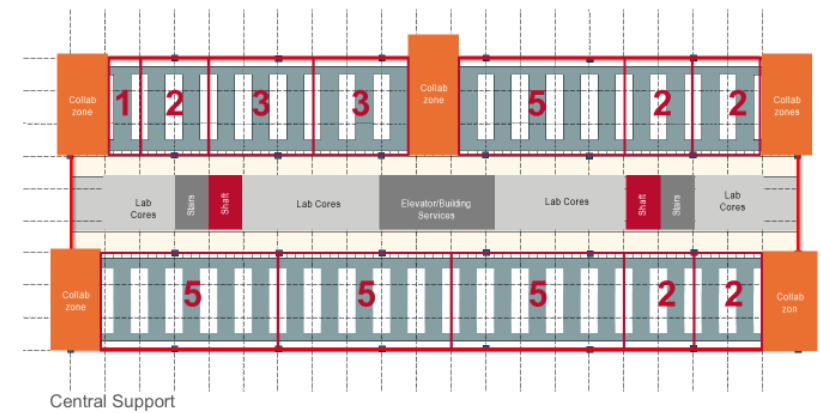 Collab
zone
1
2
3
3
Collab
zone
5
2
2
Collab
zones
Lab
Cores
Stairs
Shaft
Lab Cores
Elevator/Building
Services
Lab Cores
Shaft
Stairs
Lab
Cores
Collab
zone
5
5
5
2
2
Collab
zon
Central Support